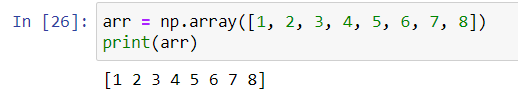 In [26]: arr = np.array([1, 2, 3, 4, 5, 6, 7, 8])
print(arr)
[1 2 3 4 5 6 7 8]